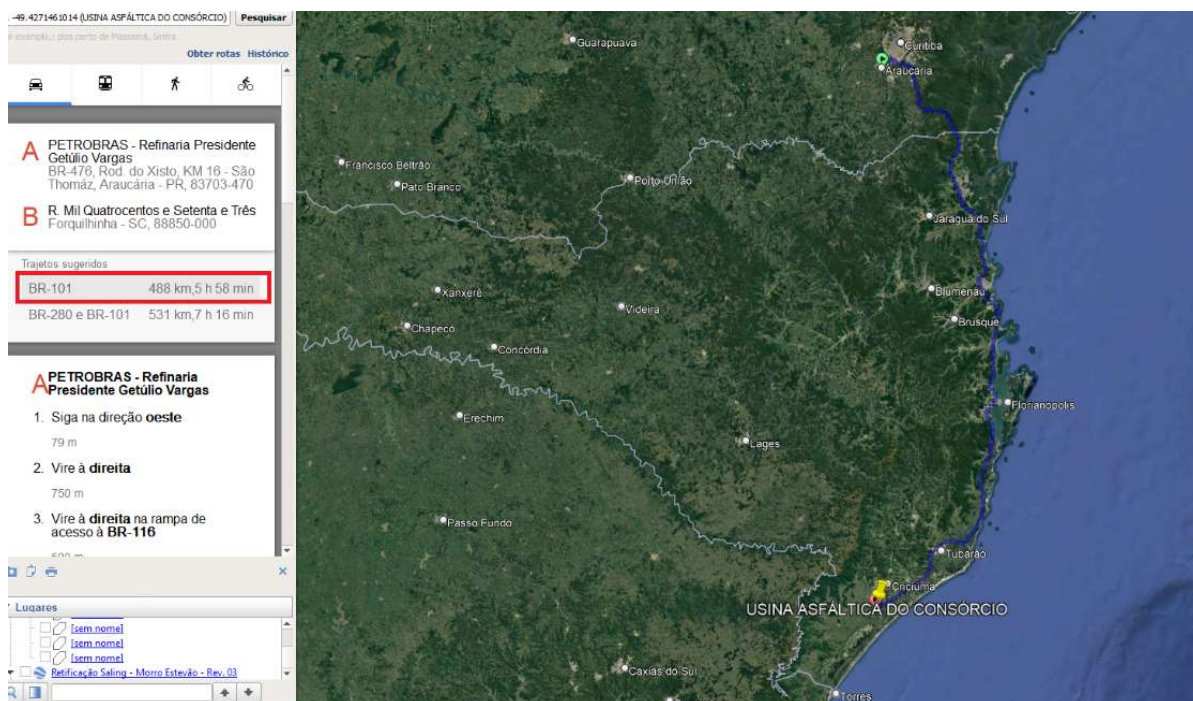 -49.4271461014 (USINA ASFÁLTICA DO CONSÓRCIO) Pesquisar
Obter rotas Histórico
A PETROBRAS - Refinaria Presidente
Getúlio Vargas
BR-476, Rod. do Xisto, KM 16 - São
Thomáz, Araucária - PR, 83703-470
B R. Mil Quatrocentos e Setenta e Três
Forquilhinha - SC, 88850-000
Trajetos sugeridos
BR-101 488 km,5 h 58 min
BR-280 e BR-101 531 km,7 h 16 min
A PETROBRAS - Refinaria
Presidente Getúlio Vargas
1. Siga na direção oeste
79 m
2. Vire à direita
750 m
3. Vire à direita na rampa de
acesso à BR-116
Lugares
[sem nome]
[sem nome]
[sem nome]
Retificação Saling - Morro Estevão - Rev. 03
Guarapuava
Curitiba
Araucária
Francisco Beltrão
Pato Branco
Porto União
Jaraguá do Sul
Xanxerê
Videira
Blumenau
Chapecó
Brusque
Concórdia
Erechim
Florianópolis
Lages
Passo Fundo
Tubarão
Criciúma
USINA ASFÁLTICA DO CONSÓRCIO
Caxias do Sul
Torres